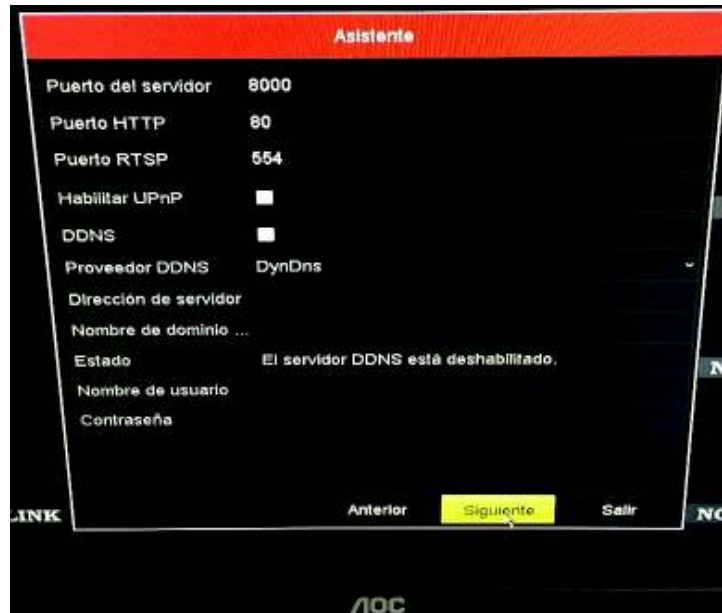 Asistente
Puerto del servidor 8000
Puerto HTTP 80
Puerto RTSP 554
Habilitar UPnP
DDNS
Proveedor DDNS DynDns
Dirección de servidor
Nombre de dominio ...
Estado El servidor DDNS está deshabilitado.
Nombre de usuario
Contraseña
Anterior Siguiente Salir
LINK
N
NO
AOC